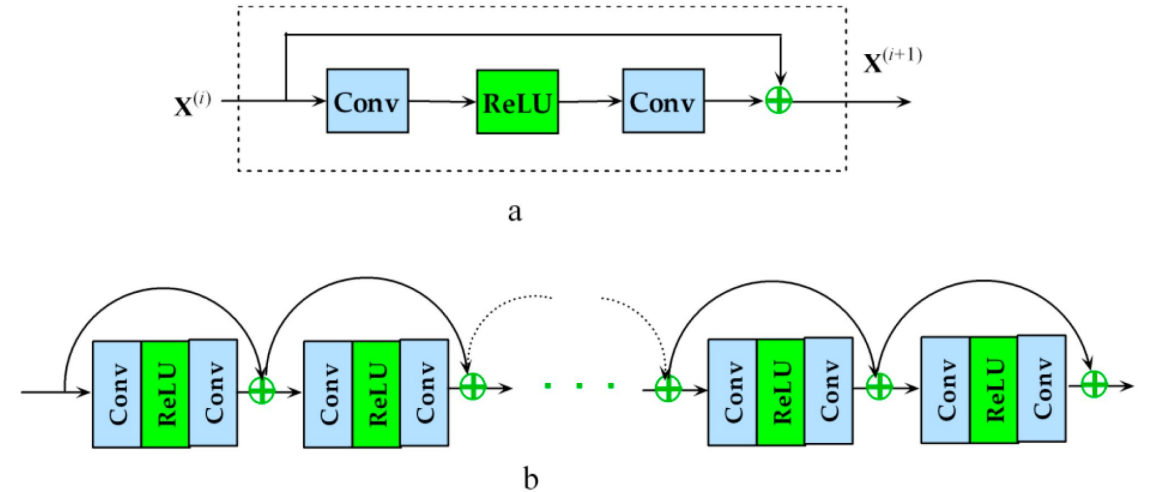 X^(i) Conv ReLU Conv X^(i+1)
a
Conv ReLU Conv Conv ReLU Conv · · · Conv ReLU Conv Conv ReLU Conv
b